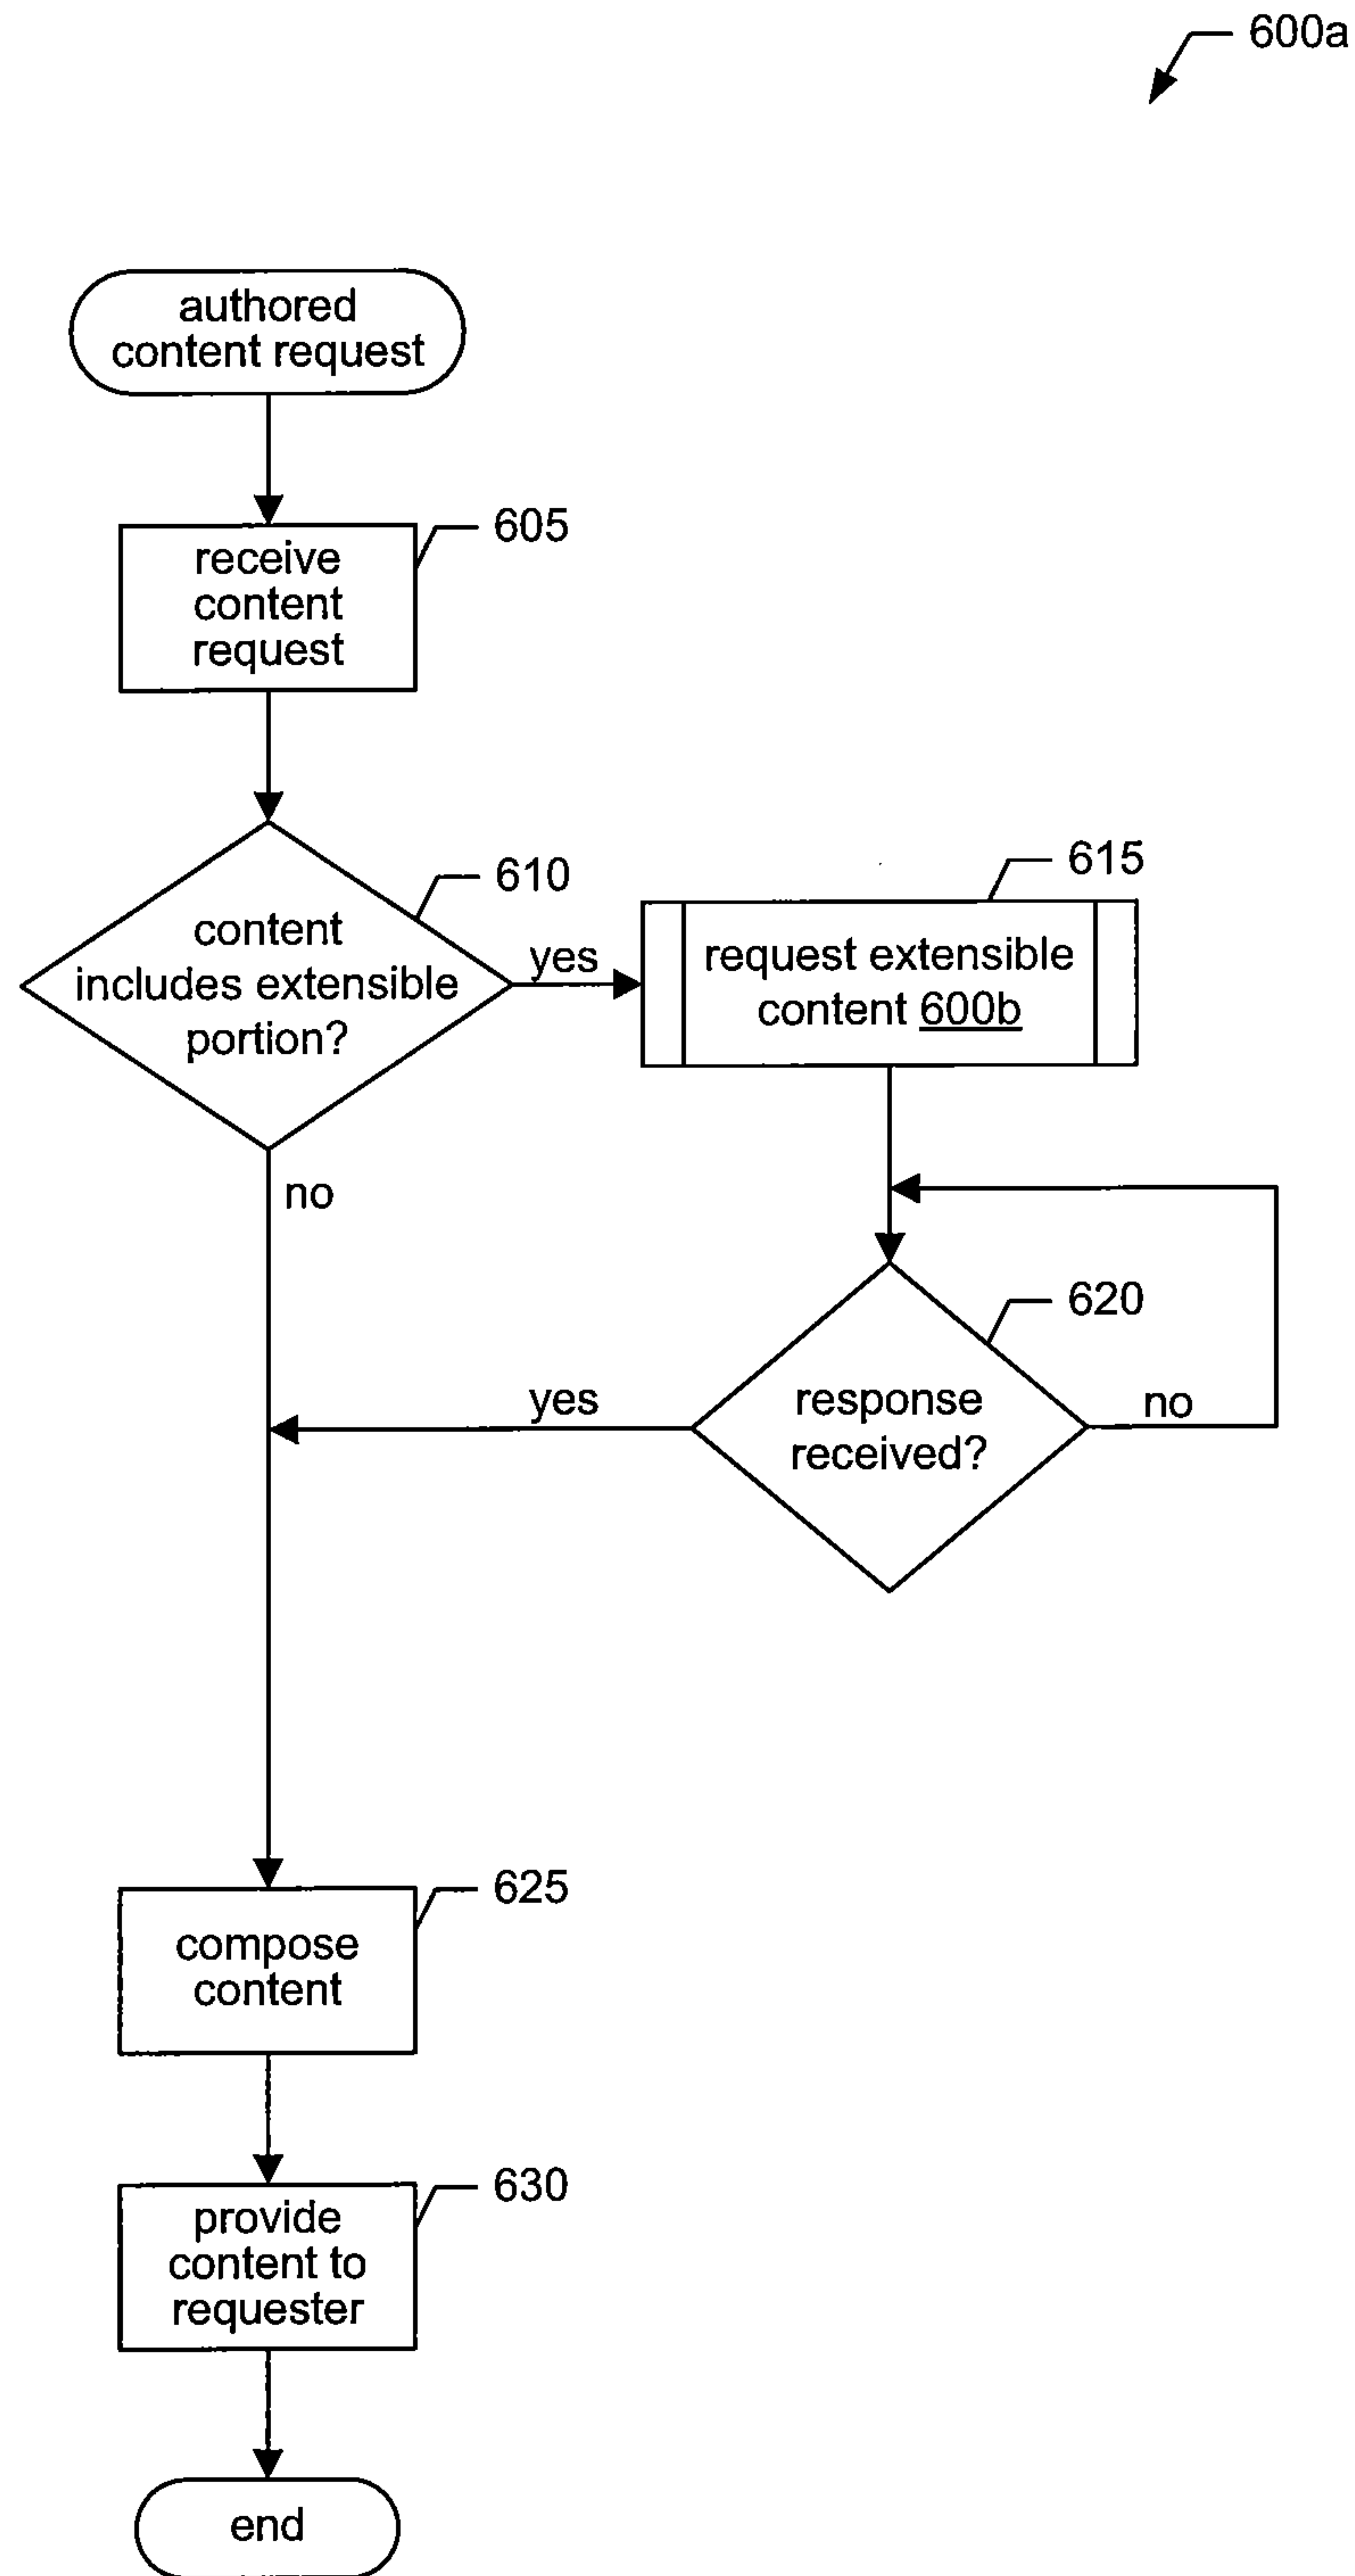 600a
authored
content request
605
receive
content
request
610
content
includes extensible
portion?
yes
615
request extensible
content 600b
no
620
response
received?
yes
no
625
compose
content
630
provide
content to
requester
end